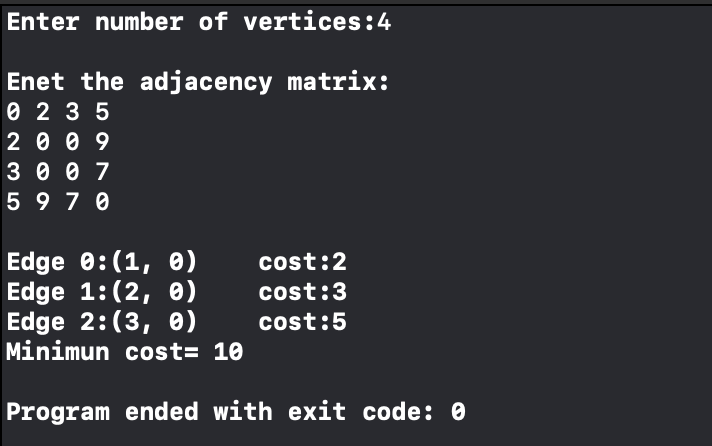 Enter number of vertices:4
Enet the adjacency matrix:
0 2 3 5
2 0 0 9
3 0 0 7
5 9 7 0
Edge 0:(1, 0)    cost:2
Edge 1:(2, 0)    cost:3
Edge 2:(3, 0)    cost:5
Minimun cost= 10
Program ended with exit code: 0